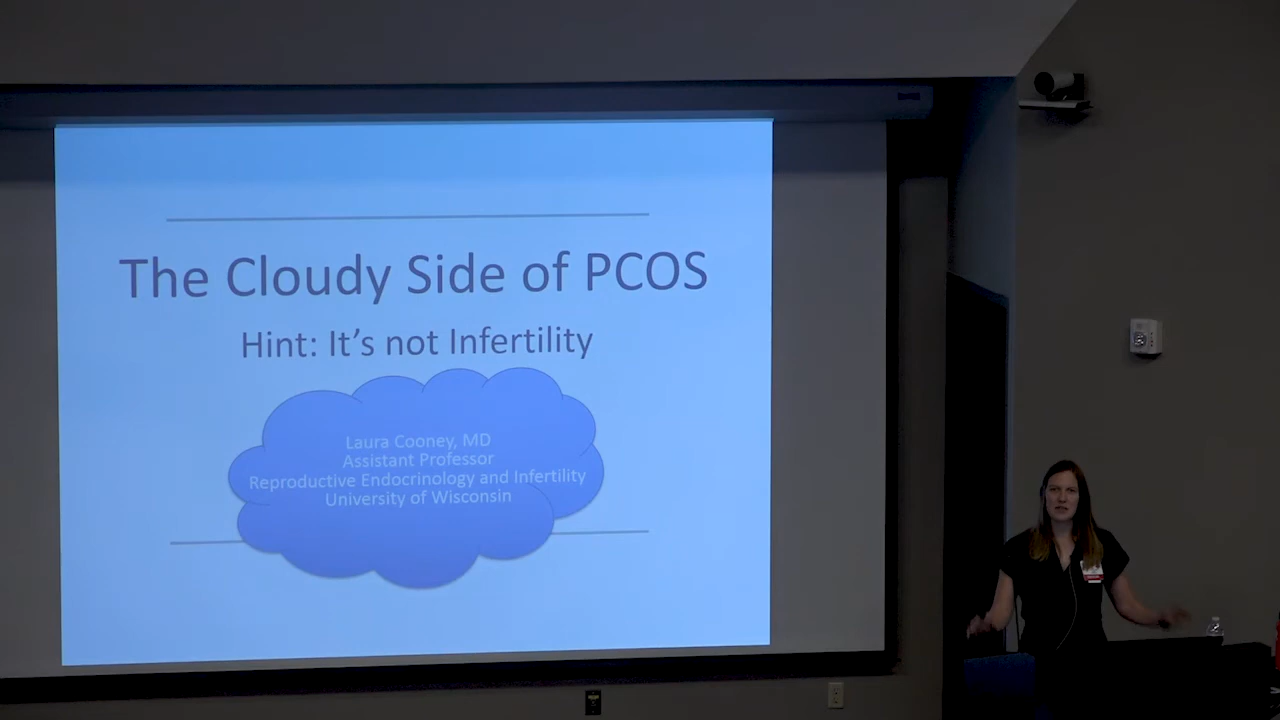 The Cloudy Side of PCOS
Hint: It's not Infertility
Laura Cooney, MD
Assistant Professor
Reproductive Endocrinology and Infertility
University of Wisconsin